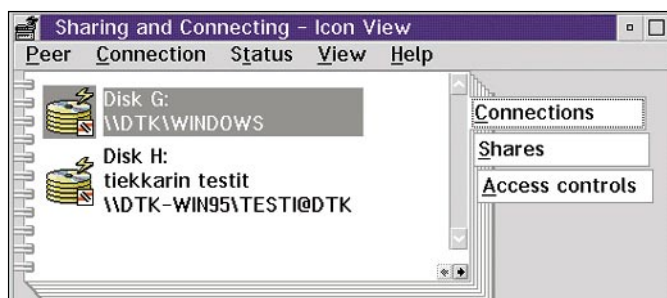 Sharing and Connecting - Icon View
Peer Connection Status View Help
Disk G:
\\DTK\WINDOWS
Disk H:
tiekkarin testit
\\DTK-WIN95\TESTI@DTK
Connections
Shares
Access controls